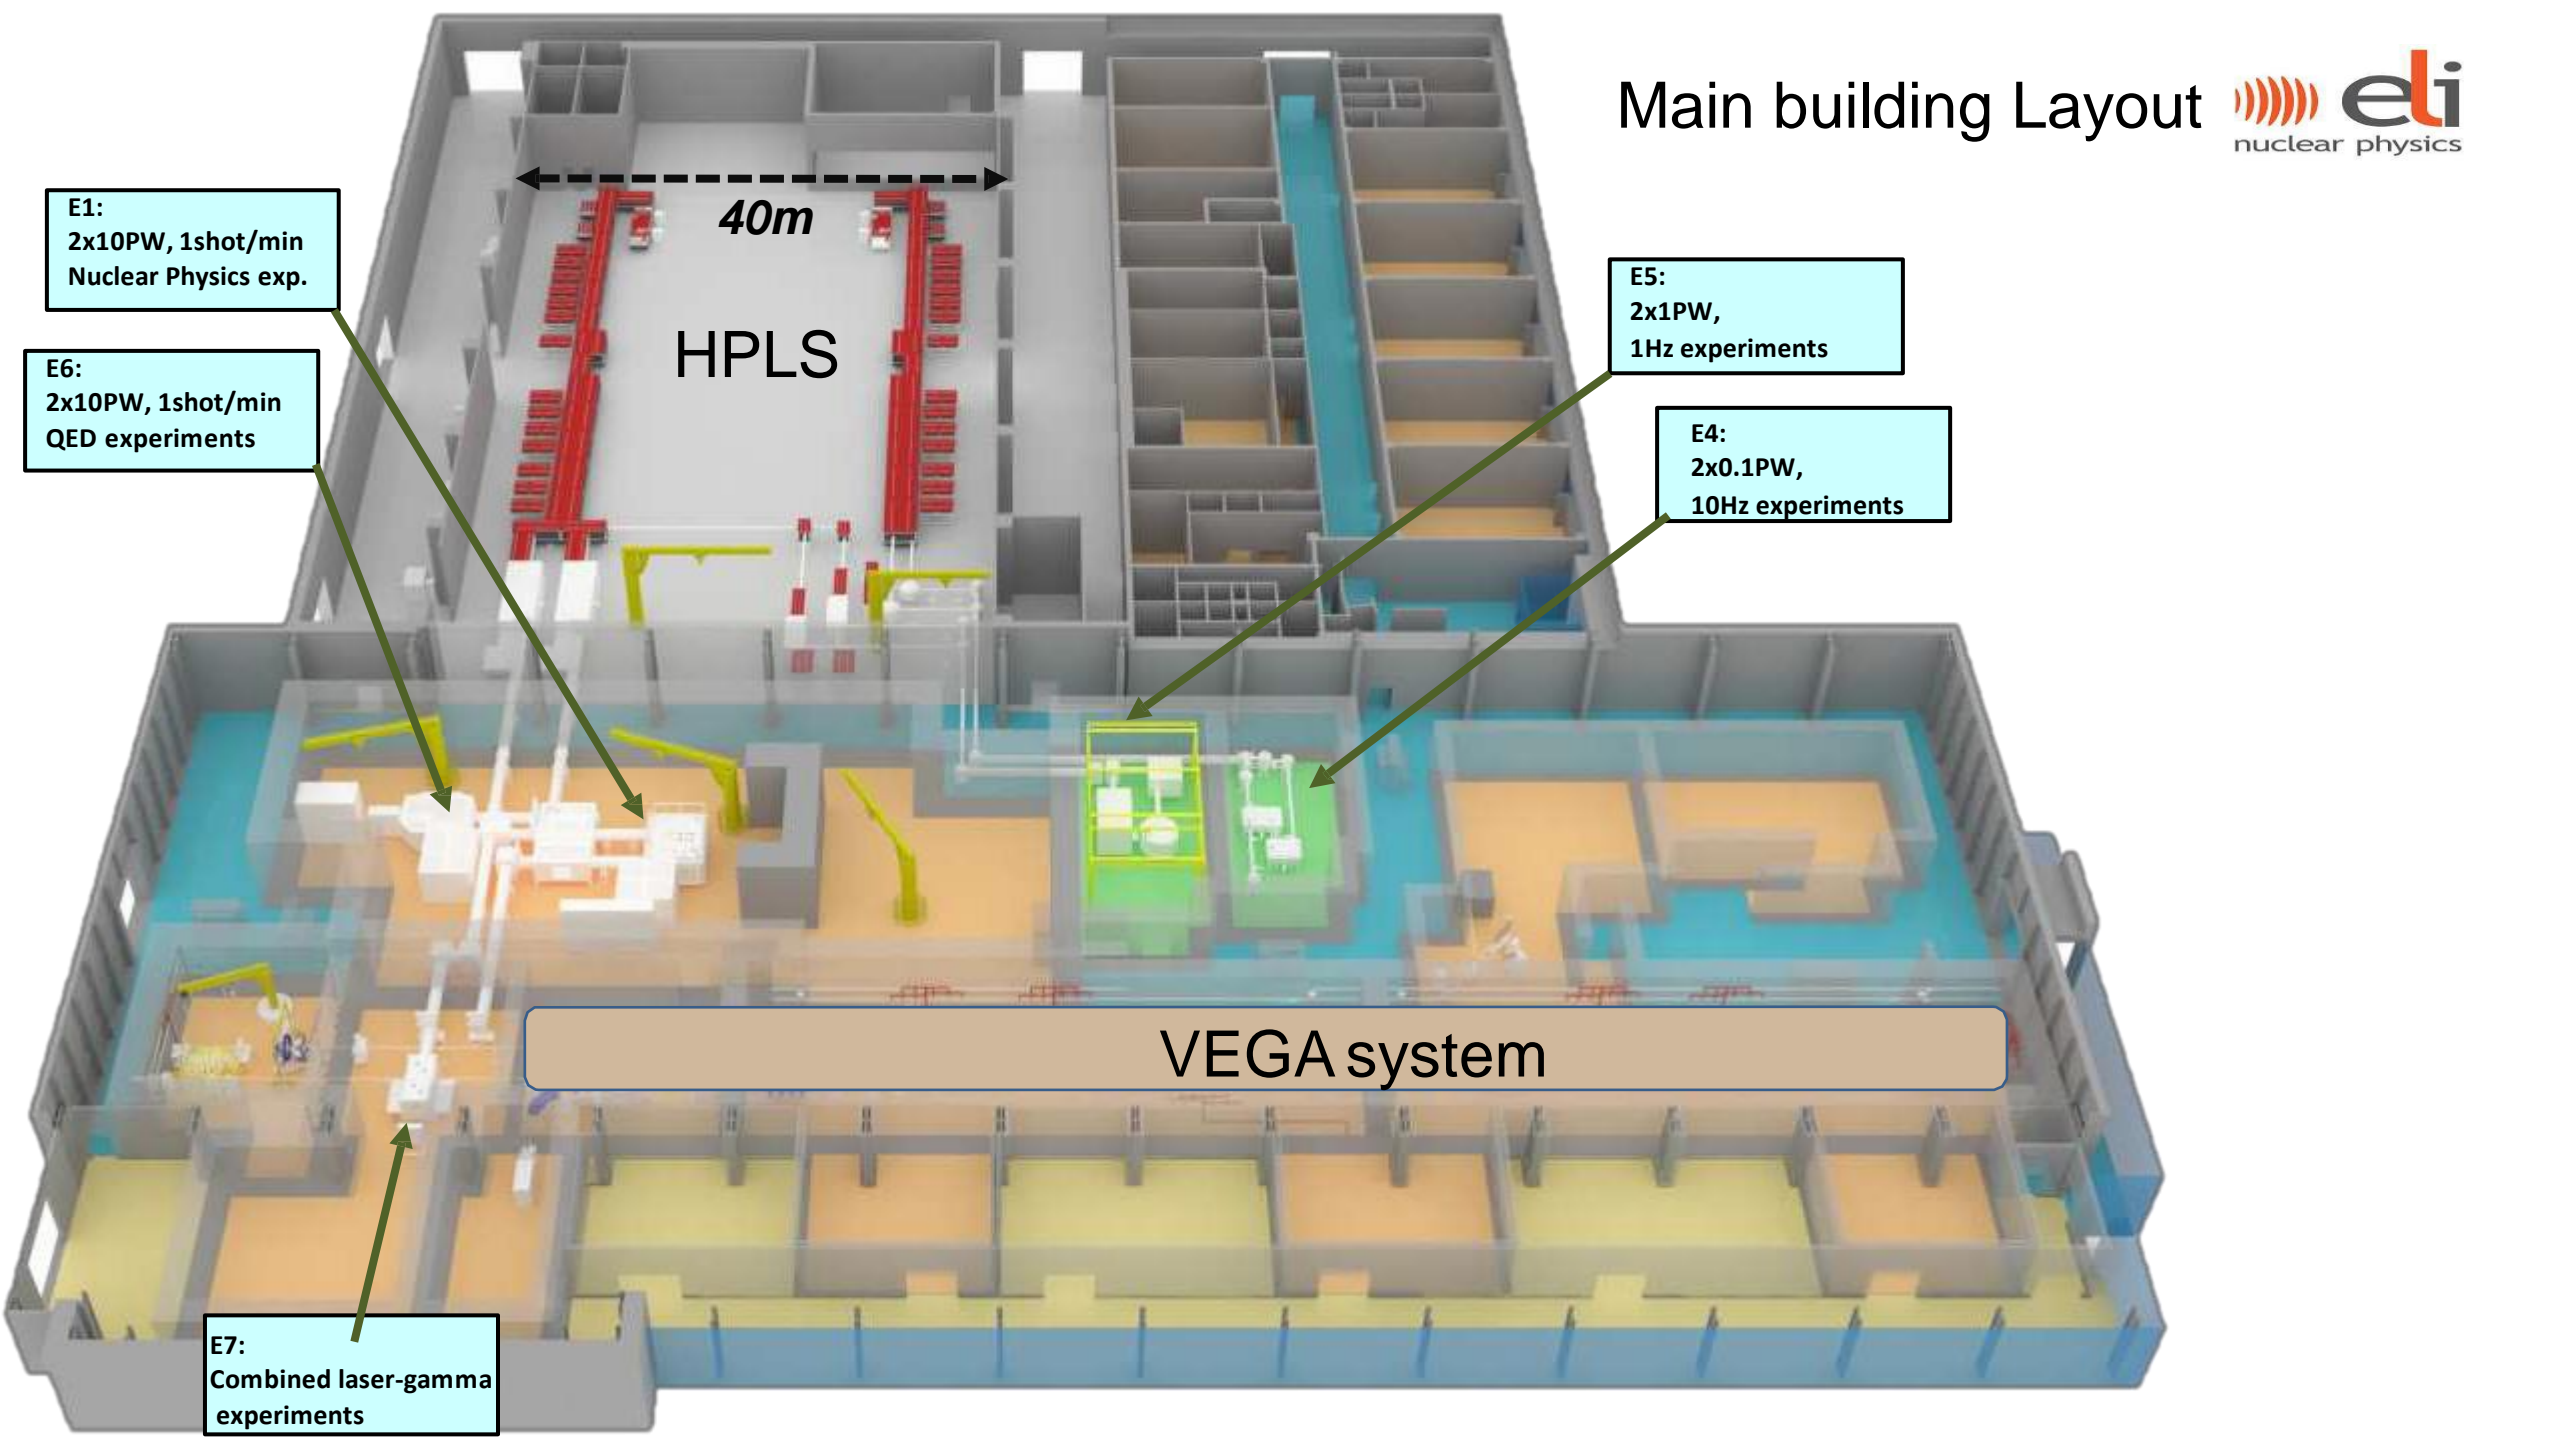 Main building Layout
eli
nuclear physics
40m
E1:
2x10PW, 1shot/min
Nuclear Physics exp.
HPLS
E5:
2x1PW,
1Hz experiments
E6:
2x10PW, 1shot/min
QED experiments
E4:
2x0.1PW,
10Hz experiments
VEGA system
E7:
Combined laser-gamma
experiments